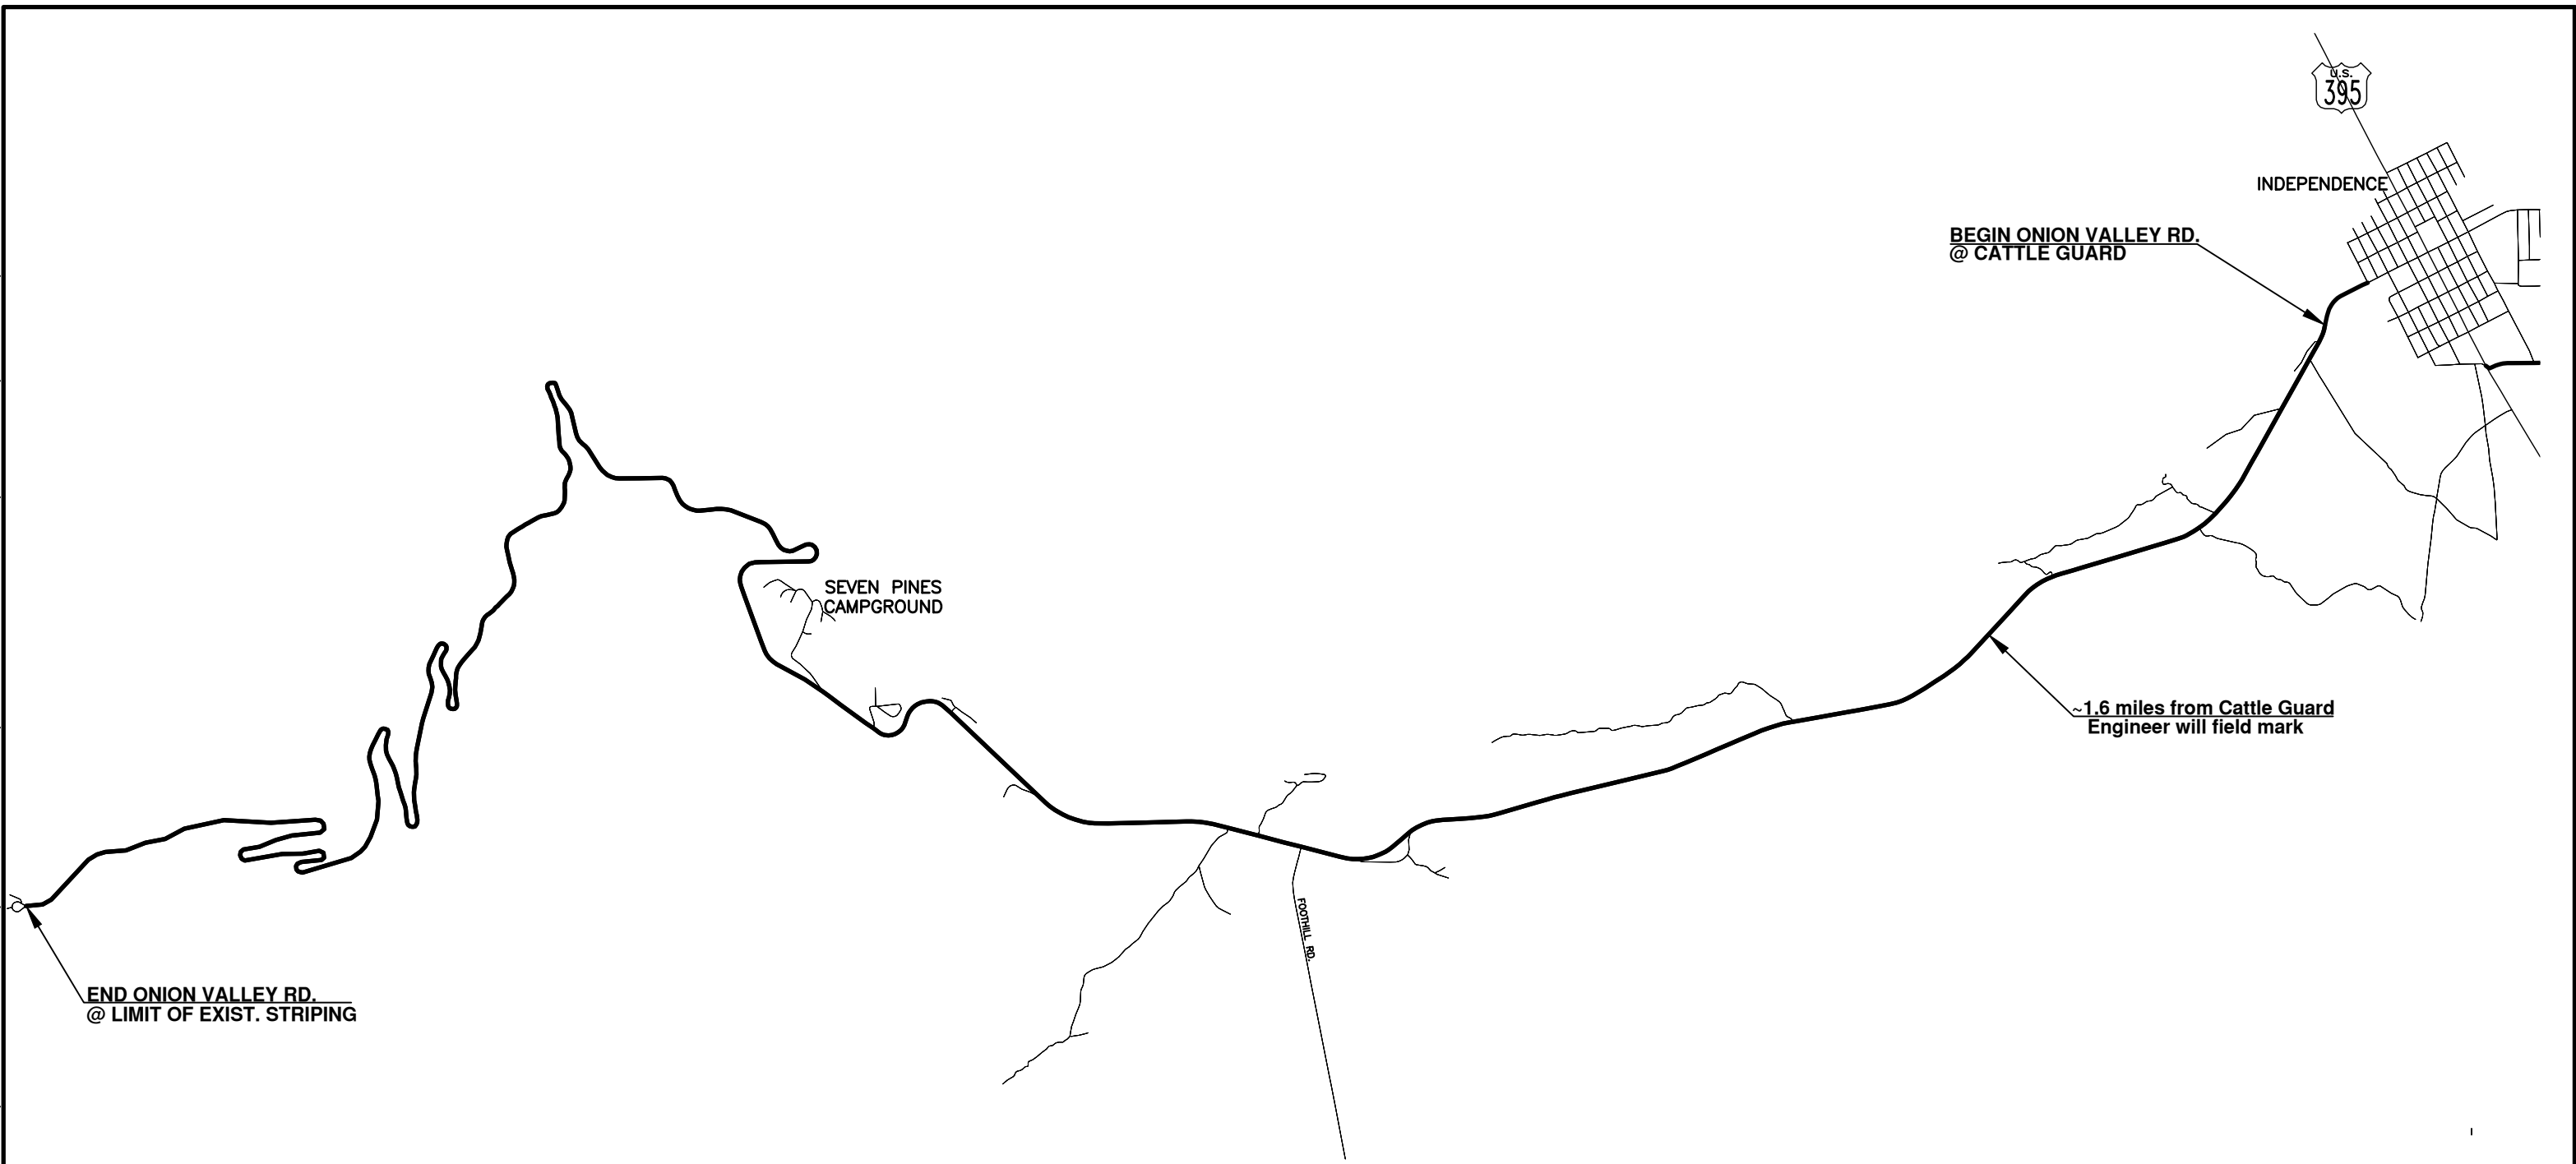 U.S.
395
INDEPENDENCE
BEGIN ONION VALLEY RD.
@ CATTLE GUARD
SEVEN PINES
CAMPGROUND
~1.6 miles from Cattle Guard
Engineer will field mark
FOOTHILL RD.
END ONION VALLEY RD.
@ LIMIT OF EXIST. STRIPING